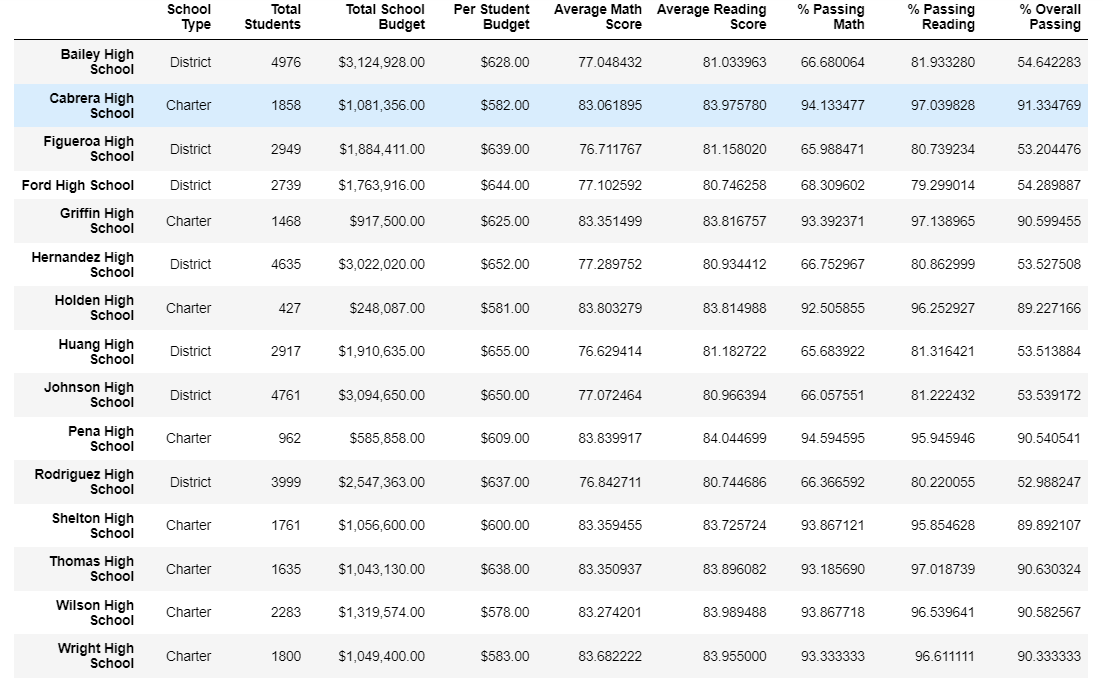 School Type Total Students Total School Budget Per Student Budget Average Math Score Average Reading Score % Passing Math % Passing Reading % Overall Passing
Bailey High School District 4976 $3,124,928.00 $628.00 77.048432 81.033963 66.680064 81.933280 54.642283
Cabrera High School Charter 1858 $1,081,356.00 $582.00 83.061895 83.975780 94.133477 97.039828 91.334769
Figueroa High School District 2949 $1,884,411.00 $639.00 76.711767 81.158020 65.988471 80.739234 53.204476
Ford High School District 2739 $1,763,916.00 $644.00 77.102592 80.746258 68.309602 79.299014 54.289887
Griffin High School Charter 1468 $917,500.00 $625.00 83.351499 83.816757 93.392371 97.138965 90.599455
Hernandez High School District 4635 $3,022,020.00 $652.00 77.289752 80.934412 66.752967 80.862999 53.527508
Holden High School Charter 427 $248,087.00 $581.00 83.803279 83.814988 92.505855 96.252927 89.227166
Huang High School District 2917 $1,910,635.00 $655.00 76.629414 81.182722 65.683922 81.316421 53.513884
Johnson High School District 4761 $3,094,650.00 $650.00 77.072464 80.966394 66.057551 81.222432 53.539172
Pena High School Charter 962 $585,858.00 $609.00 83.839917 84.044699 94.594595 95.945946 90.540541
Rodriguez High School District 3999 $2,547,363.00 $637.00 76.842711 80.744686 66.366592 80.220055 52.988247
Shelton High School Charter 1761 $1,056,600.00 $600.00 83.359455 83.725724 93.867121 95.854628 89.892107
Thomas High School Charter 1635 $1,043,130.00 $638.00 83.350937 83.896082 93.185690 97.018739 90.630324
Wilson High School Charter 2283 $1,319,574.00 $578.00 83.274201 83.989488 93.867718 96.539641 90.582567
Wright High School Charter 1800 $1,049,400.00 $583.00 83.682222 83.955000 93.333333 96.611111 90.333333